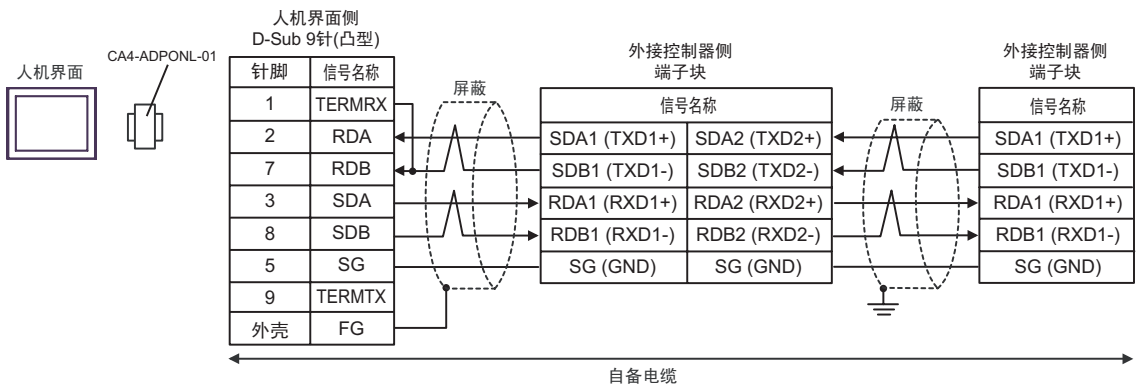 人机界面
CA4-ADPONL-01
人机界面侧
D-Sub 9针(凸型)
针脚 信号名称
1 TERMRX
2 RDA
7 RDB
3 SDA
8 SDB
5 SG
9 TERMTX
外壳 FG
屏蔽
外接控制器侧
端子块
信号名称
SDA1 (TXD1+) SDA2 (TXD2+)
SDB1 (TXD1-) SDB2 (TXD2-)
RDA1 (RXD1+) RDA2 (RXD2+)
RDB1 (RXD1-) RDB2 (RXD2-)
SG (GND) SG (GND)
屏蔽
外接控制器侧
端子块
信号名称
SDA1 (TXD1+)
SDB1 (TXD1-)
RDA1 (RXD1+)
RDB1 (RXD1-)
SG (GND)
自备电缆